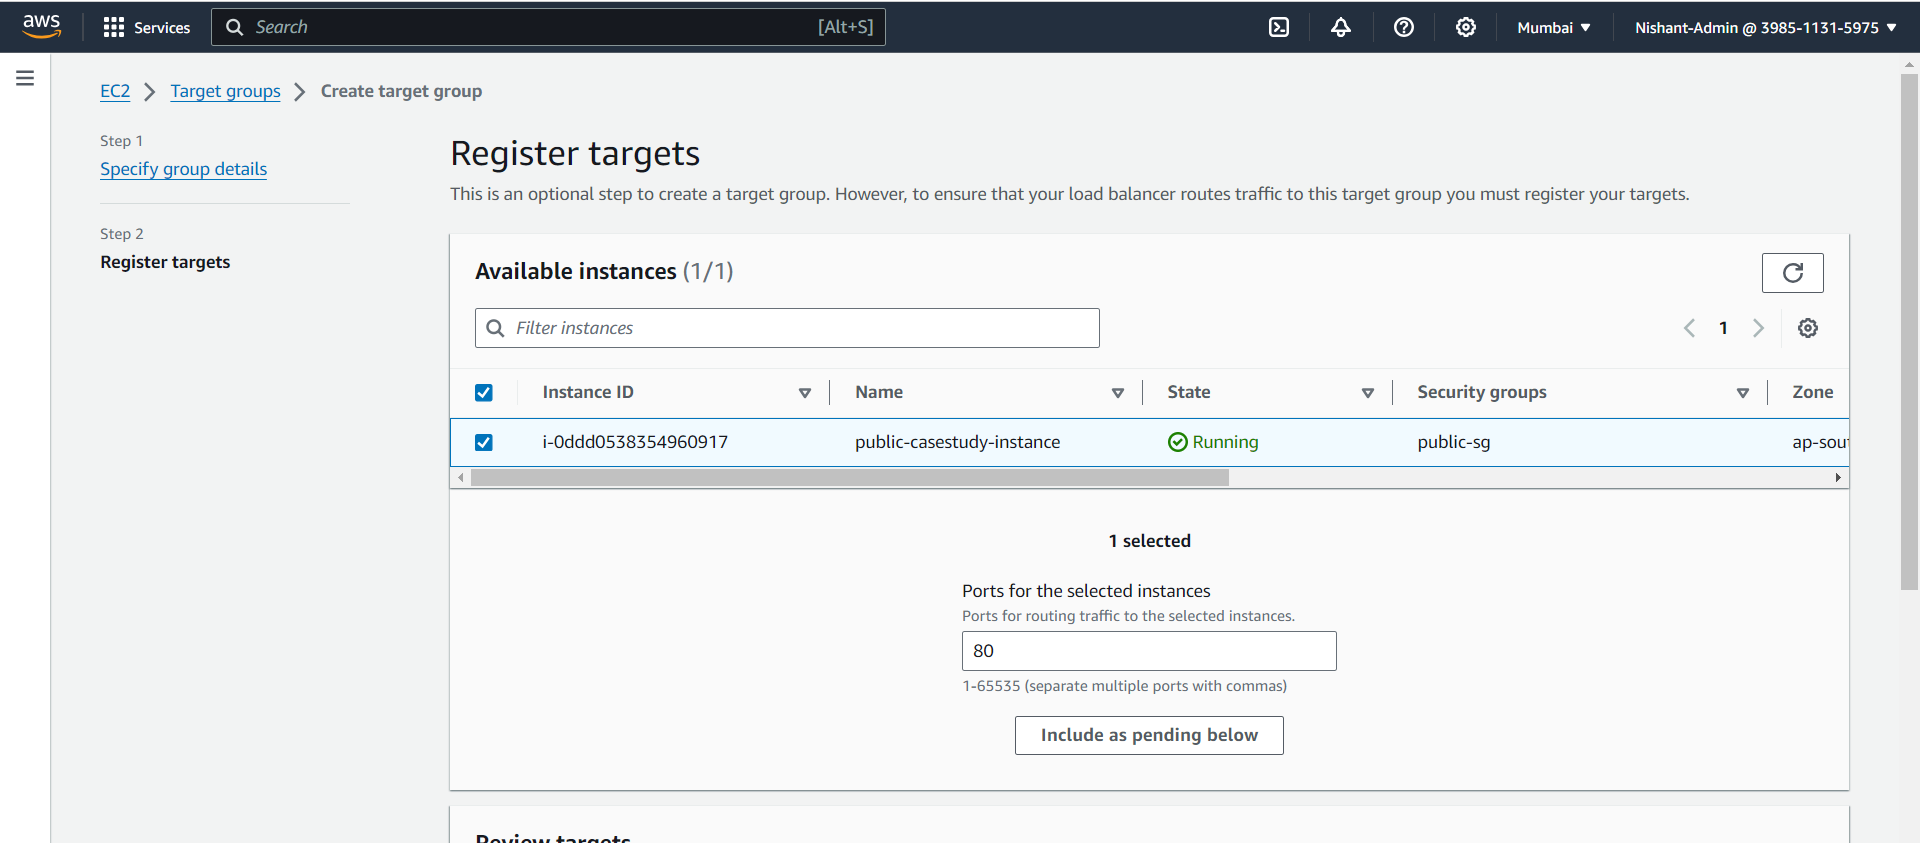 aws Services Search [Alt+S] Mumbai Nishant-Admin @ 3985-1131-5975
EC2 Target groups Create target group
Step 1
Specify group details
Step 2
Register targets
Register targets
This is an optional step to create a target group. However, to ensure that your load balancer routes traffic to this target group you must register your targets.
Available instances (1/1)
Filter instances
1
Instance ID Name State Security groups Zone
i-0ddd0538354960917 public-casestudy-instance Running public-sg ap-sou
1 selected
Ports for the selected instances
Ports for routing traffic to the selected instances.
80
1-65535 (separate multiple ports with commas)
Include as pending below
Review targets